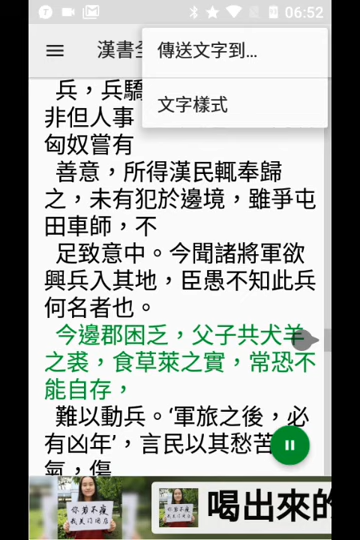 06:52
漢書全
傳送文字到...
文字樣式
兵，兵驕
非但人事
匈奴嘗有
善意，所得漢民輒奉歸
之，未有犯於邊境，雖爭屯
田車師，不
足致意中。今聞諸將軍欲
興兵入其地，臣愚不知此兵
何名者也。
今邊郡困乏，父子共犬羊
之裘，食草萊之實，常恐不
能自存，
難以動兵。‘軍旅之後，必
有凶年’，言民以其愁苦
氣，傷
喝出來的